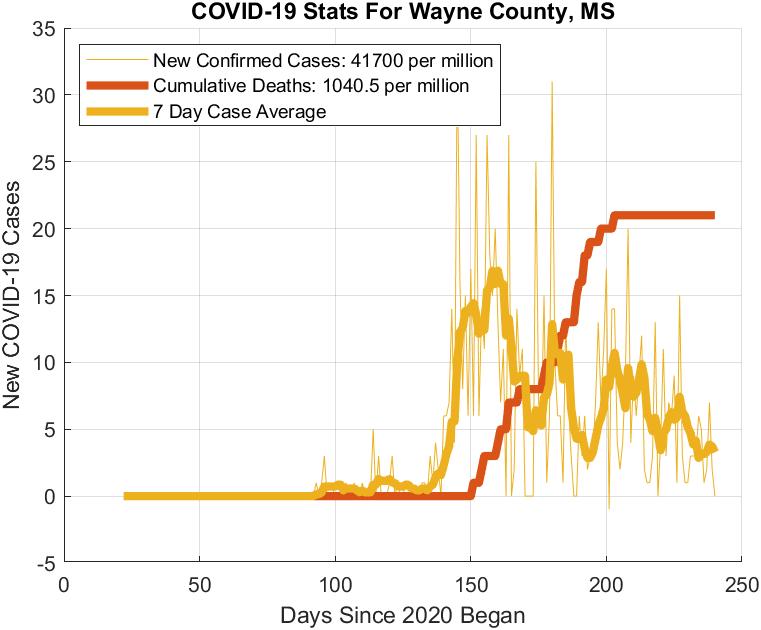 COVID-19 Stats For Wayne County, MS
35
30
25
20
15
10
5
0
-5
New COVID-19 Cases
New Confirmed Cases: 41700 per million
Cumulative Deaths: 1040.5 per million
7 Day Case Average
0 50 100 150 200 250
Days Since 2020 Began